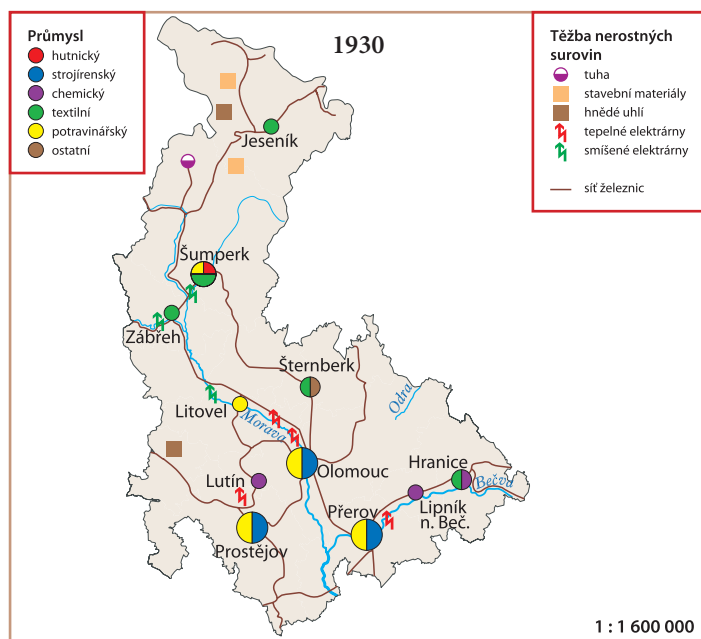 Průmysl
hutnický
strojírenský
chemický
textilní
potravinářský
ostatní
1930
Těžba nerostných
surovin
tuha
stavební materiály
hnědé uhlí
tepelné elektrárny
smíšené elektrárny
síť železnic
Jeseník
Šumperk
Zábřeh
Šternberk
Odra
Litovel
Morava
Olomouc
Hranice
Bečva
Lutín
Přerov
Lipník
n. Beč.
Prostějov
1 : 1 600 000